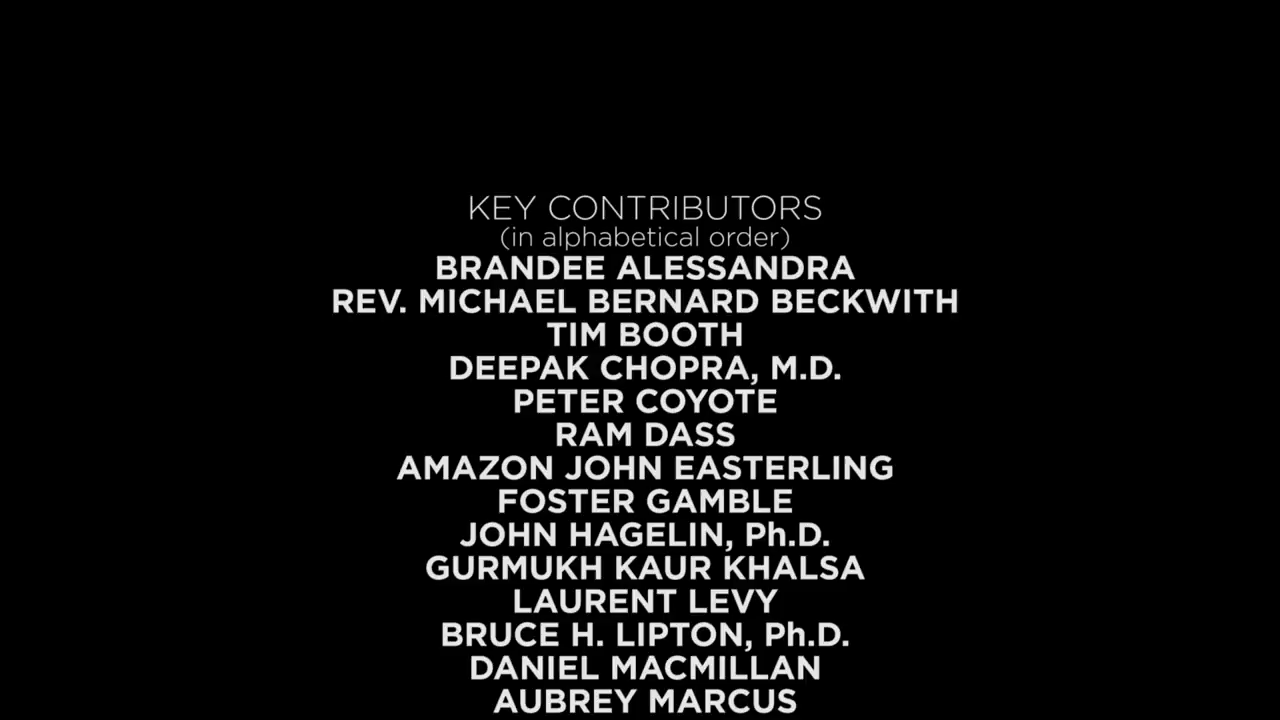 KEY CONTRIBUTORS
(in alphabetical order)
BRANDEE ALESSANDRA
REV. MICHAEL BERNARD BECKWITH
TIM BOOTH
DEEPAK CHOPRA, M.D.
PETER COYOTE
RAM DASS
AMAZON JOHN EASTERLING
FOSTER GAMBLE
JOHN HAGELIN, Ph.D.
GURMUKH KAUR KHALSA
LAURENT LEVY
BRUCE H. LIPTON, Ph.D.
DANIEL MACMILLAN
AUBREY MARCUS